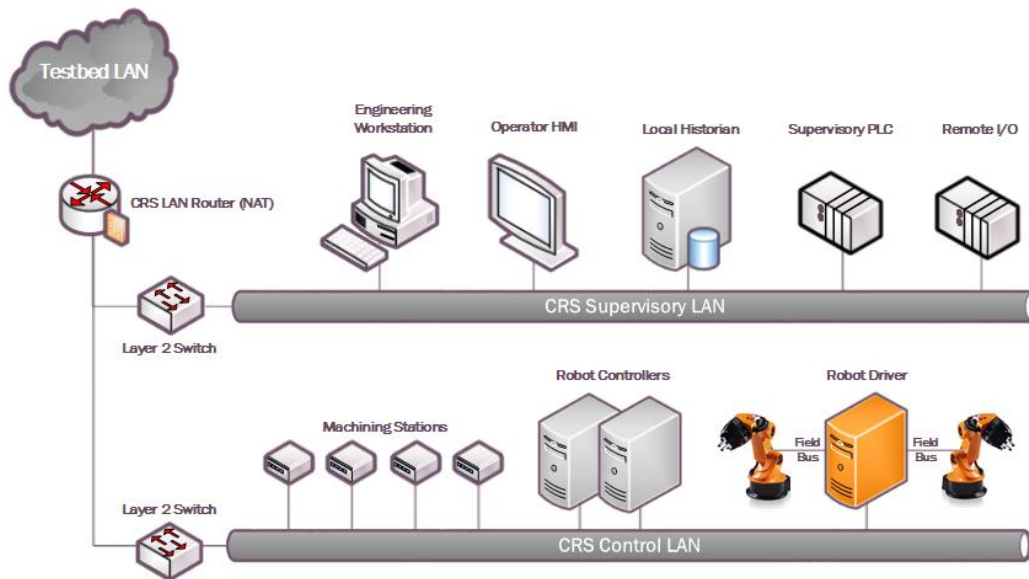 Testbed LAN
Engineering
Workstation
Operator HMI
Local Historian
Supervisory PLC
Remote I/O
CRS LAN Router (NAT)
CRS Supervisory LAN
Layer 2 Switch
Robot Controllers
Robot Driver
Machining Stations
Field
Bus
Field
Bus
Layer 2 Switch
CRS Control LAN